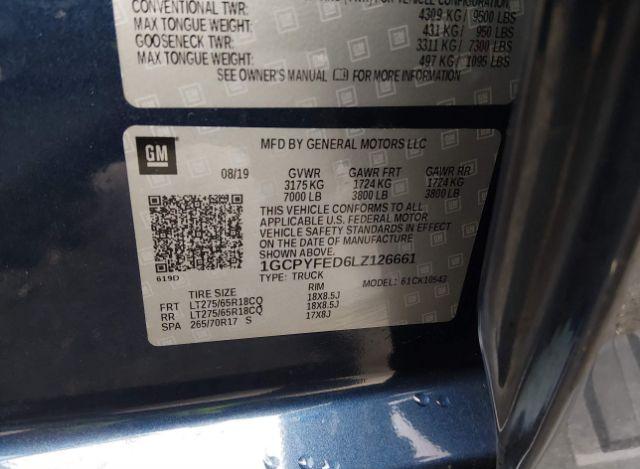 FOR VEHICLE CONFIGURATION.
CONVENTIONAL TWR: 4309 KG / 9500 LBS
MAX TONGUE WEIGHT: 431 KG / 950 LBS
GOOSENECK TWR: 3311 KG / 7300 LBS
MAX TONGUE WEIGHT: 497 KG / 1095 LBS
SEE OWNER'S MANUAL FOR MORE INFORMATION
GM
MFD BY GENERAL MOTORS LLC
08/19 GVWR GAWR FRT GAWR RR
3175 KG 1724 KG 1724 KG
7000 LB 3800 LB 3800 LB
THIS VEHICLE CONFORMS TO ALL
APPLICABLE U.S. FEDERAL MOTOR
VEHICLE SAFETY STANDARDS IN
EFFECT ON THE DATE OF MANUFACTURE
SHOWN ABOVE.
1GCPYFED6LZ126661
619D TYPE: TRUCK 61CK10543
TIRE SIZE RIM
FRT LT275/65R18CQ 18X8.5J
RR LT275/65R18CQ 18X8.5J
SPA 265/70R17 S 17X8J